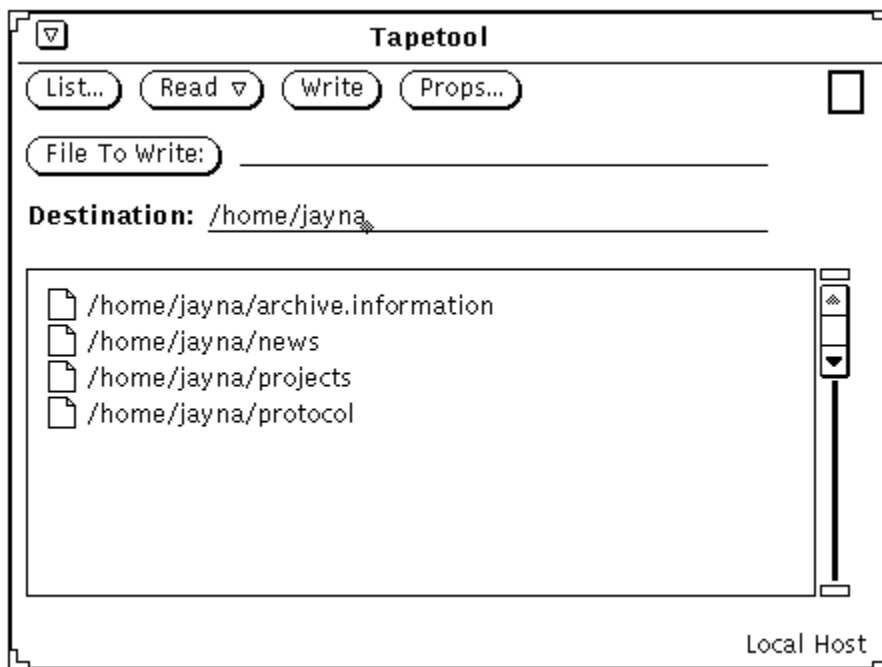 Tapetool
List... Read Write Props...
File To Write:
Destination: /home/jayna
/home/jayna/archive.information
/home/jayna/news
/home/jayna/projects
/home/jayna/protocol
Local Host